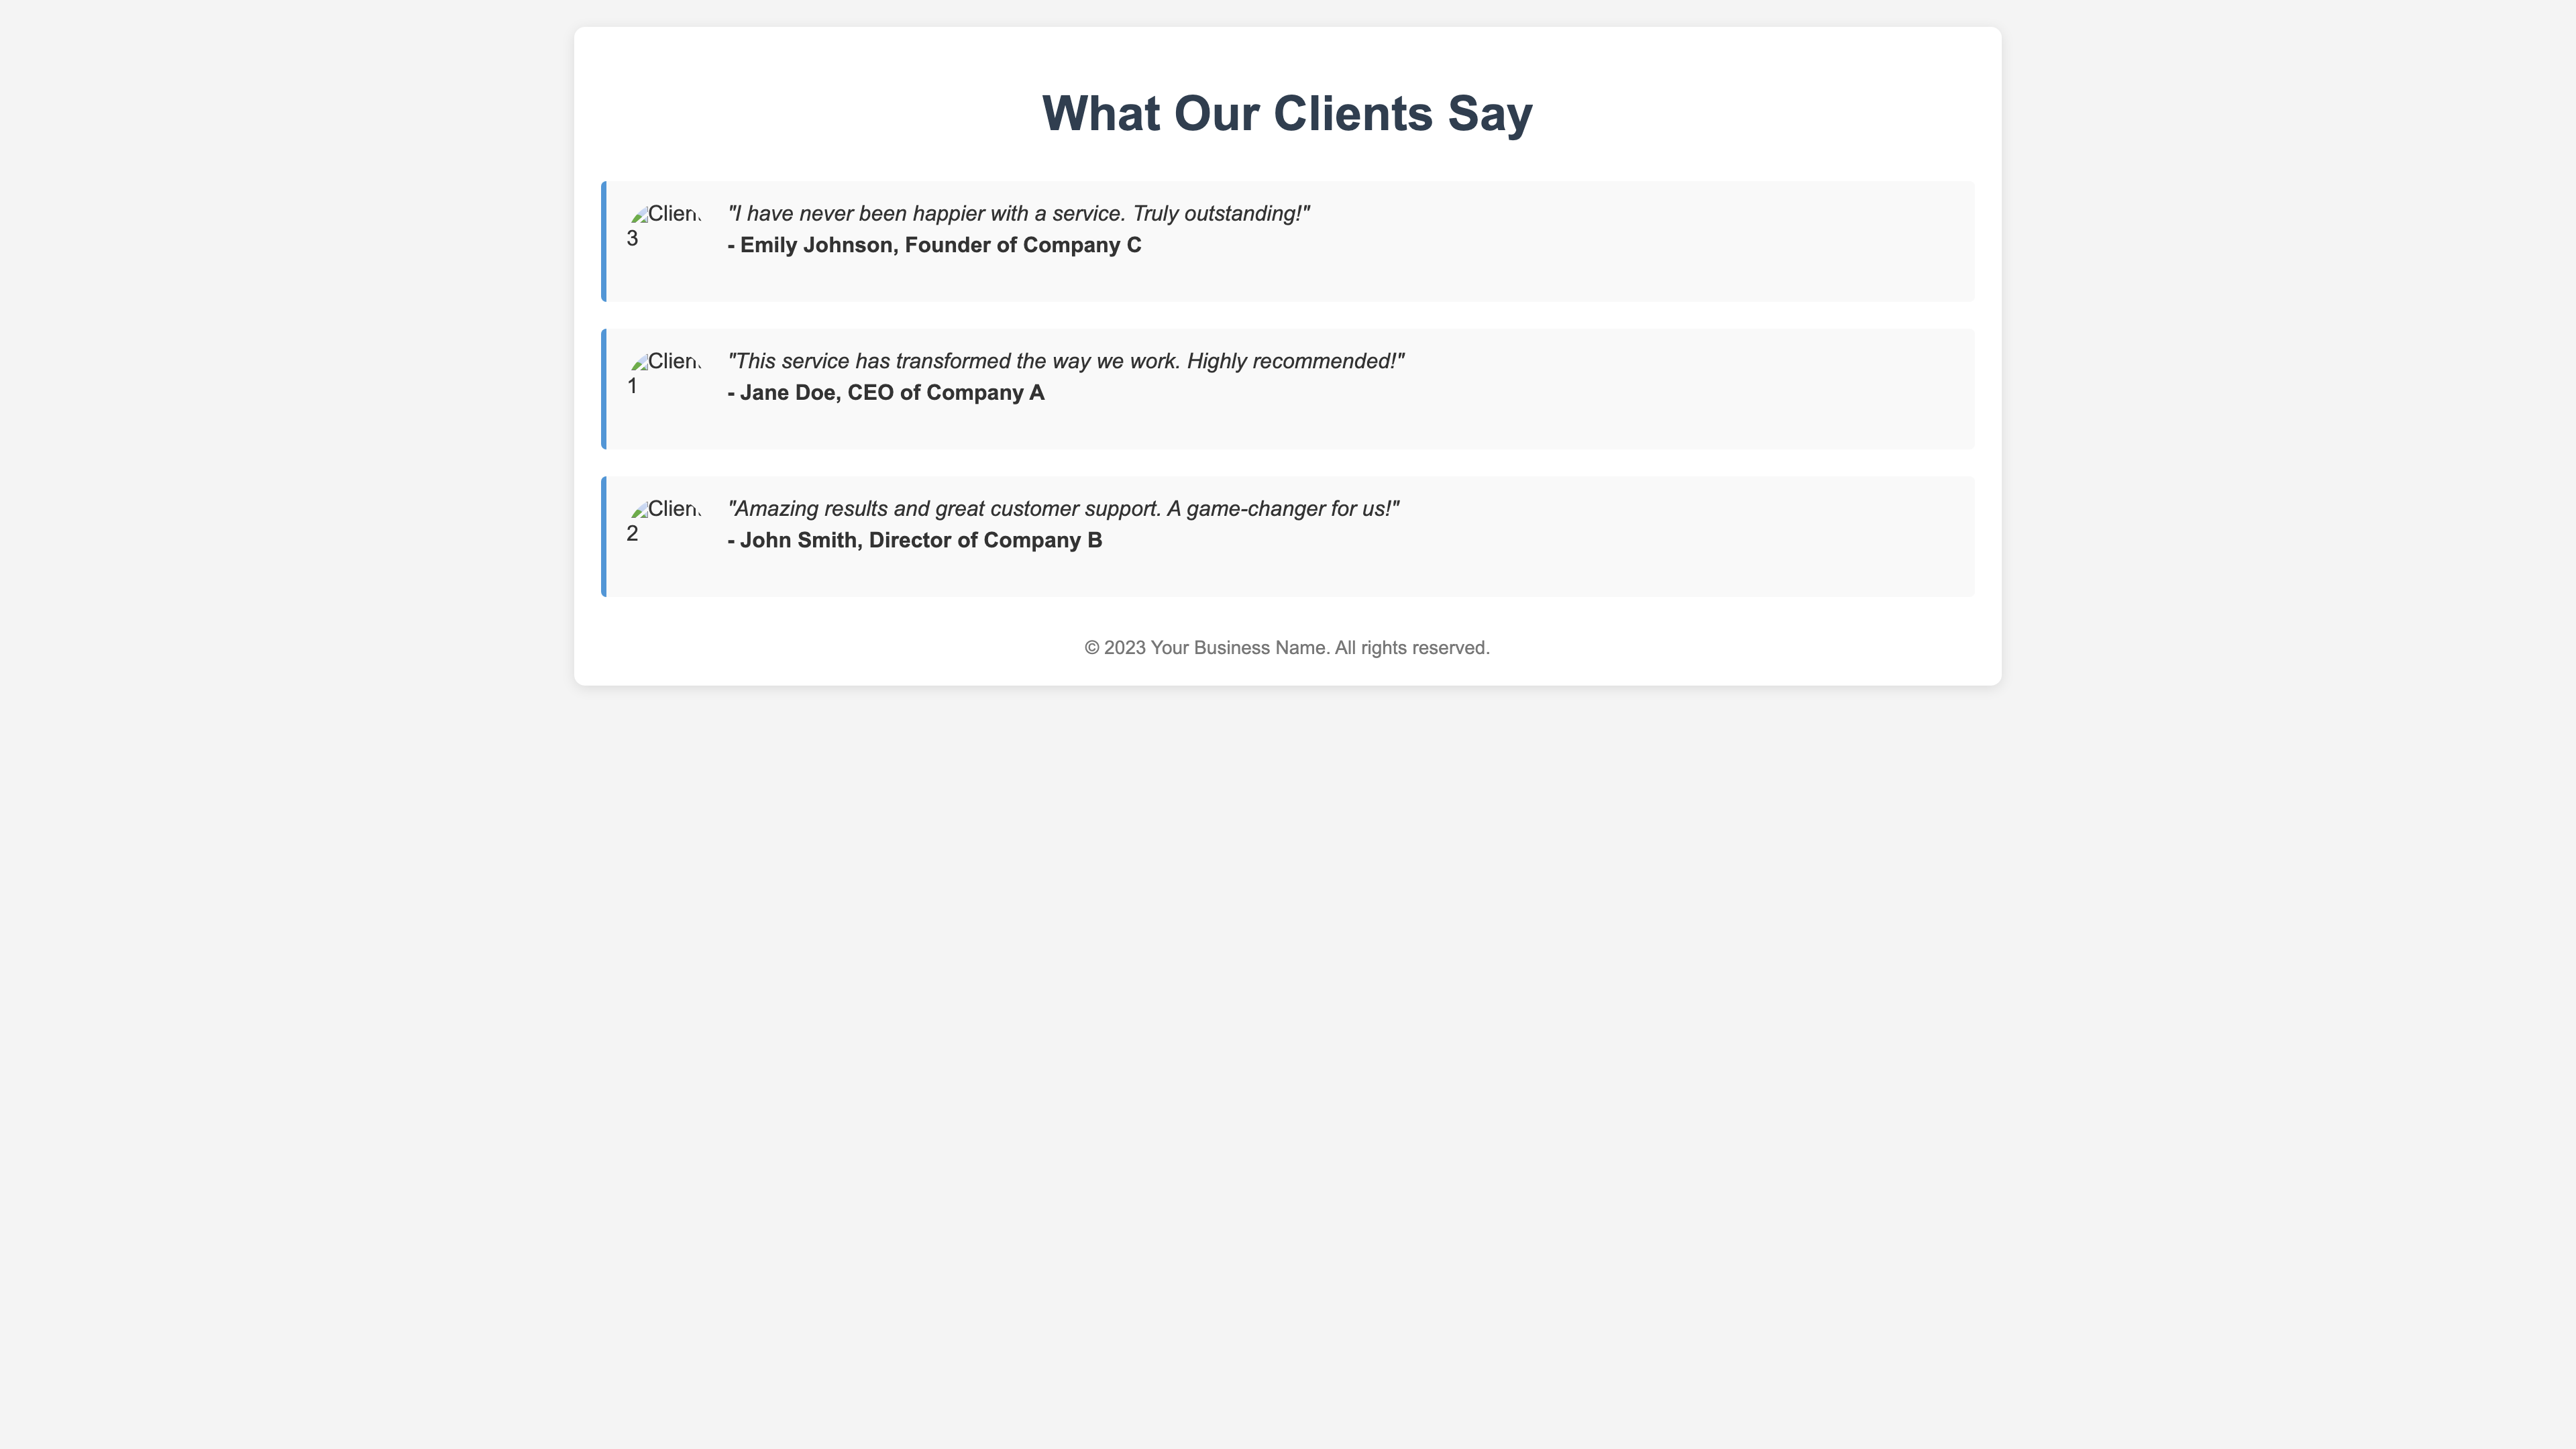 What Our Clients Say
"I have never been happier with a service. Truly outstanding!"
3
- Emily Johnson, Founder of Company C
"This service has transformed the way we work. Highly recommended!"
1
- Jane Doe, CEO of Company A
"Amazing results and great customer support. A game-changer for us!"
2
- John Smith, Director of Company B
© 2023 Your Business Name. All rights reserved.